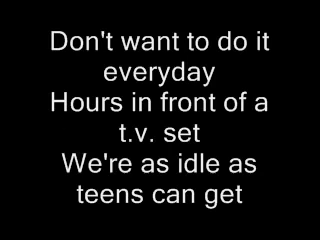 Don't want to do it
everyday
Hours in front of a
t.v. set
We're as idle as
teens can get